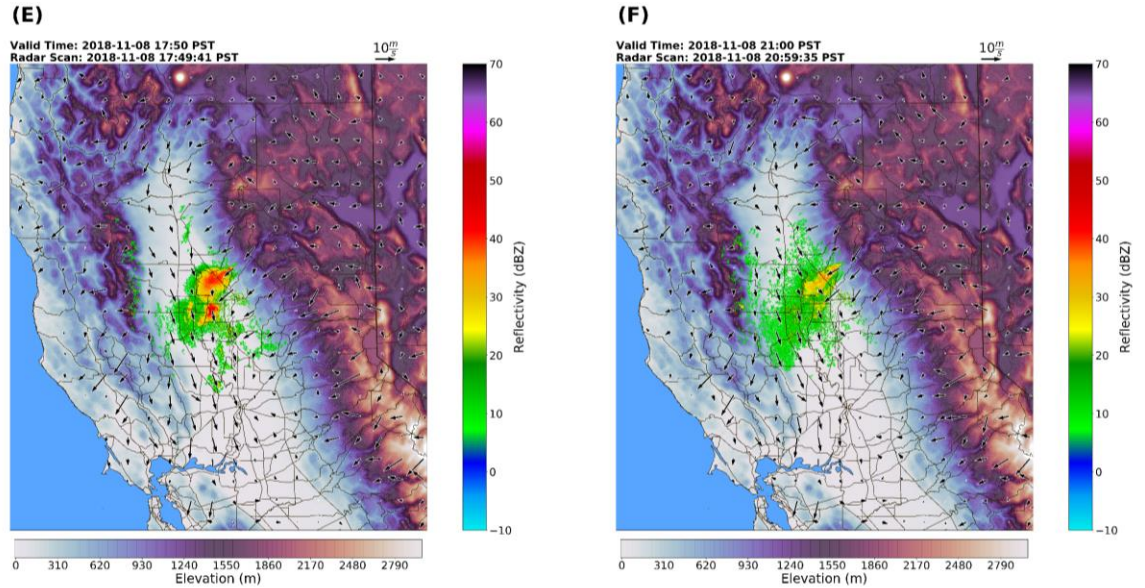 (E)
Valid Time: 2018-11-08 17:50 PST
Radar Scan: 2018-11-08 17:49:41 PST
10 m/s
70
60
50
40
30
20
10
0
−10
Reflectivity (dBZ)
0 310 620 930 1240 1550 1860 2170 2480 2790
Elevation (m)
(F)
Valid Time: 2018-11-08 21:00 PST
Radar Scan: 2018-11-08 20:59:35 PST
10 m/s
70
60
50
40
30
20
10
0
−10
Reflectivity (dBZ)
0 310 620 930 1240 1550 1860 2170 2480 2790
Elevation (m)